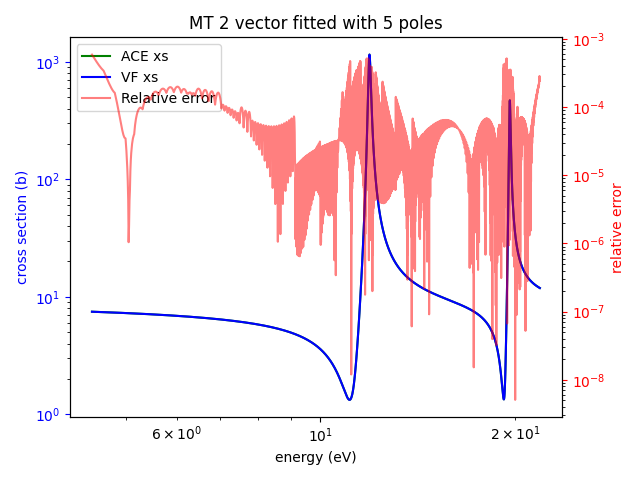 MT 2 vector fitted with 5 poles
ACE xs
VF xs
Relative error
cross section (b)
10³
10²
10¹
10⁰
10⁻³
10⁻⁴
10⁻⁵
10⁻⁶
10⁻⁷
10⁻⁸
relative error
6 × 10⁰
10¹
2 × 10¹
energy (eV)